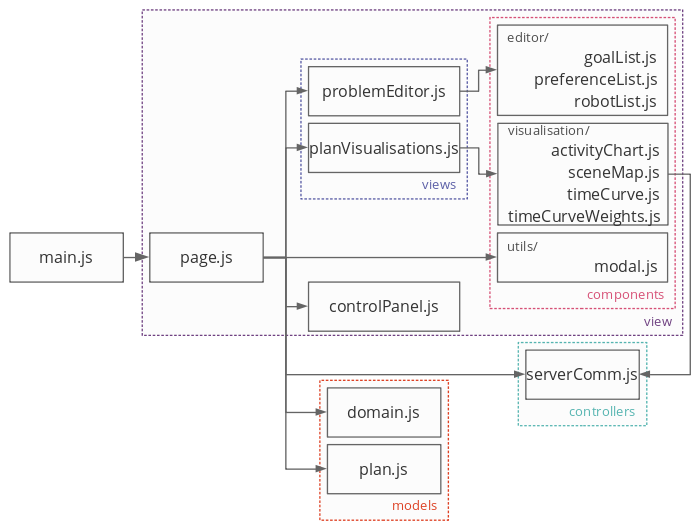 editor/
goalList.js
preferenceList.js
robotList.js
problemEditor.js
visualisation/
activityChart.js
sceneMap.js
timeCurve.js
timeCurveWeights.js
planVisualisations.js
views
main.js
page.js
utils/
modal.js
components
controlPanel.js
view
serverComm.js
controllers
domain.js
plan.js
models